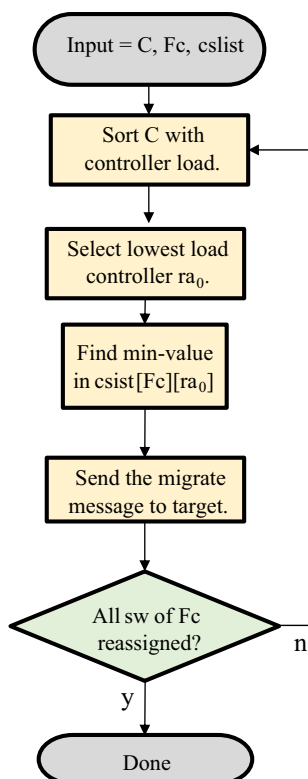 Input = C, Fc, cslist
Sort C with
controller load.
Select lowest load
controller ra₀.
Find min-value
in csist[Fc][ra₀]
Send the migrate
message to target.
All sw of Fc
reassigned?
n
y
Done